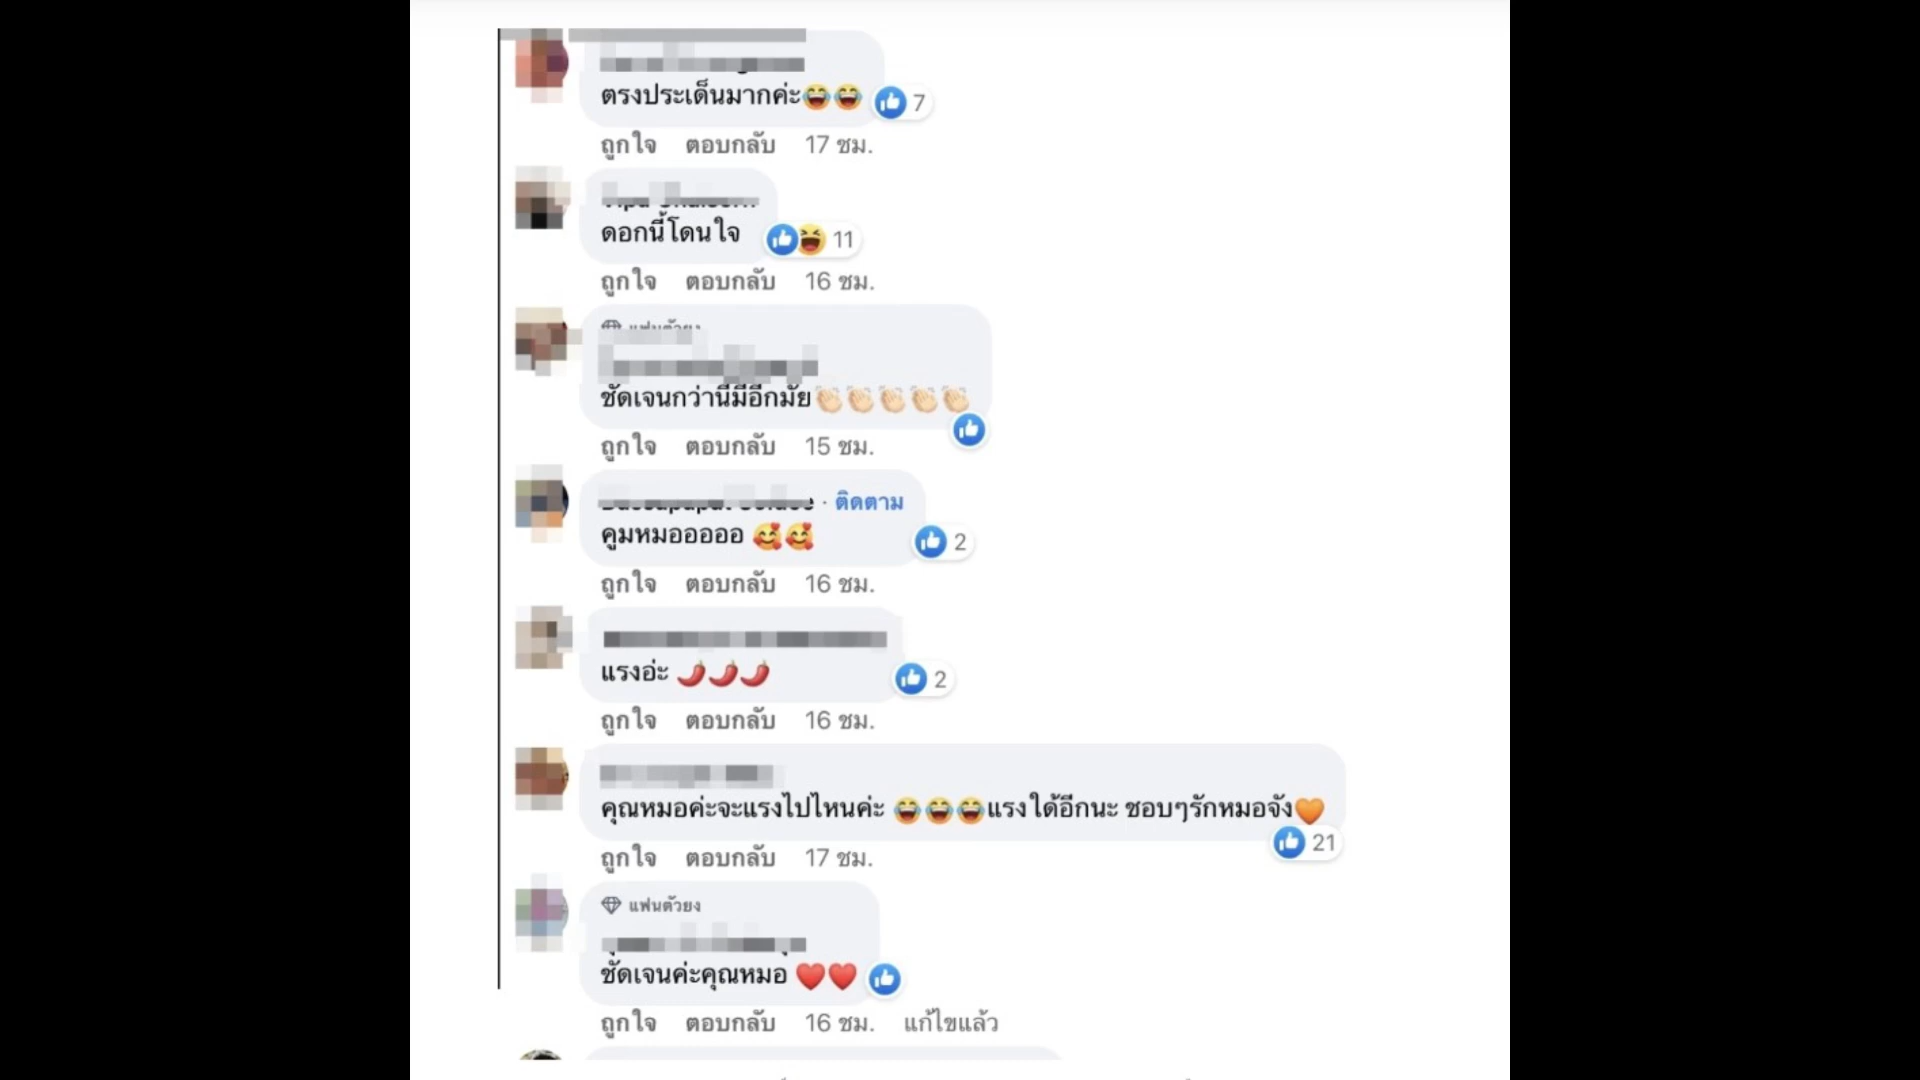 ตรงประเด็นมากค่ะ😂😂
7
ถูกใจ ตอบกลับ 17 ชม.
ดอกนี้โดนใจ
11
ถูกใจ ตอบกลับ 16 ชม.
แฟนตัวยง
ชัดเจนกว่านี้มีอีกมั้ย👏🏻👏🏻👏🏻👏🏻👏🏻
ถูกใจ ตอบกลับ 15 ชม.
· ติดตาม
คูมหมอออออ 🥰🥰
2
ถูกใจ ตอบกลับ 16 ชม.
แรงอ่ะ 🌶️🌶️🌶️
2
ถูกใจ ตอบกลับ 16 ชม.
คุณหมอค่ะจะแรงไปไหนค่ะ 😂😂😂แรงได้อีกนะ ชอบๆรักหมอจัง🧡
21
ถูกใจ ตอบกลับ 17 ชม.
แฟนตัวยง
ชัดเจนค่ะคุณหมอ ❤️❤️
ถูกใจ ตอบกลับ 16 ชม. แก้ไขแล้ว